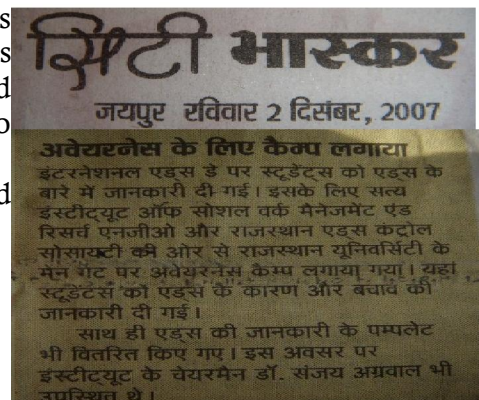 s
सिटी भास्कर
s
d
जयपुर रविवार 2 दिसंबर, 2007
o
अवेयरनेस के लिए कैम्प लगाया
इंटरनेशनल एड्स डे पर स्टूडेंट्स को एड्स के
d
बारे में जानकारी दी गई। इसके लिए सत्य
इंस्टीट्यूट ऑफ सोशल वर्क मैनेजमेंट एंड
रिसर्च एनजीओ और राजस्थान एड्स कंट्रोल
सोसायटी की ओर से राजस्थान यूनिवर्सिटी के
मेन गेट पर अवेयरनेस कैम्प लगाया गया। यहां
स्टूडेंटस को एड्स के कारण और बचाव की
जानकारी दी गई।
साथ ही एड्स की जानकारी के पम्पलेट
भी वितरित किए गए। इस अवसर पर
इंस्टीट्यूट के चेयरमैन डॉ. संजय अग्रवाल भी
उपस्थित थे।